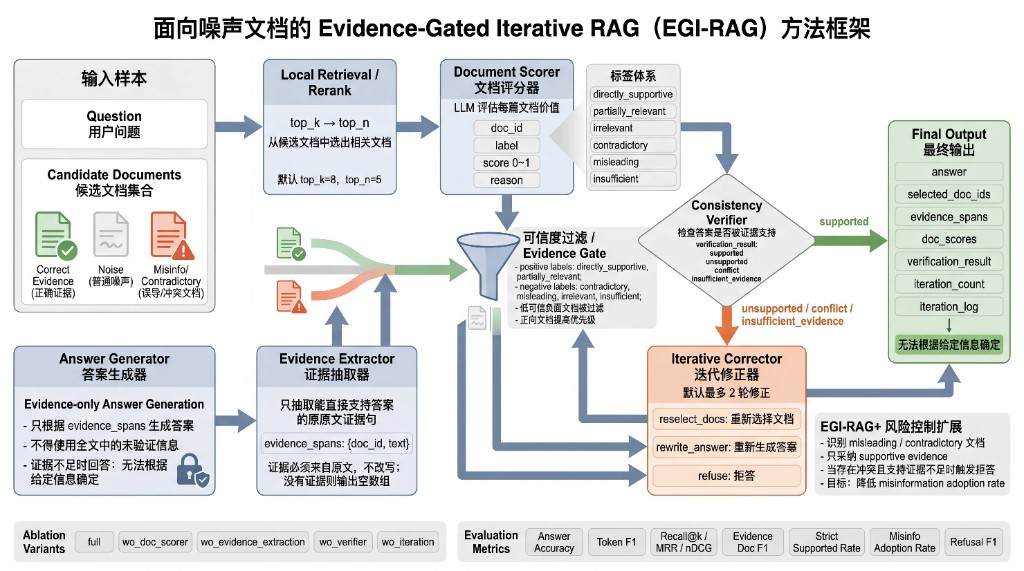 面向噪声文档的 Evidence-Gated Iterative RAG（EGI-RAG）方法框架
输入样本
Question
用户问题
Candidate Documents
候选文档集合
Correct
Evidence
(正确证据)
Noise
(普通噪声)
Misinfo/
Contradictory
(误导/冲突文档)
Local Retrieval /
Rerank
top_k → top_n
从候选文档中选出相关文档
默认 top_k=8, top_n=5
Document Scorer
文档评分器
LLM 评估每篇文档价值
doc_id
label
score 0~1
reason
标签体系
directly_supportive
partially_relevant
irrelevant
contradictory
misleading
insufficient
可信度过滤 /
Evidence Gate
- positive labels: directly_supportive,
partially_relevant;
- negative labels: contradictory,
misleading, irrelevant, insufficient;
- 低可信负面文档被过滤
- 正向文档提高优先级
Consistency
Verifier
检查答案是否被证据支持
verification_result:
supported
unsupported
conflict
insufficient_evidence
supported
unsupported / conflict /
insufficient_evidence
Final Output
最终输出
answer
selected_doc_ids
evidence_spans
doc_scores
verification_result
iteration_count
iteration_log
无法根据给定信息确定
Answer Generator
答案生成器
Evidence-only Answer Generation
- 只根据 evidence_spans 生成答案
- 不得使用全文中的未验证信息
- 证据不足时回答：无法根据
给定信息确定
Evidence Extractor
证据抽取器
只抽取能直接支持答案
的原原文证据句
evidence_spans: {doc_id, text}
证据必须来自原文，不改写；
没有证据则输出空数组
Iterative Corrector
迭代修正器
默认最多 2 轮修正
reselect_docs: 重新选择文档
rewrite_answer: 重新生成答案
refuse: 拒答
EGI-RAG+ 风险控制扩展
- 识别 misleading / contradictory 文档
- 只采纳 supportive evidence
- 当存在冲突且支持证据不足时触发拒答
- 目标：降低 misinformation adoption rate
Ablation
Variants
full
wo_doc_scorer
wo_evidence_extraction
wo_verifier
wo_iteration
Evaluation
Metrics
Answer
Accuracy
Token F1
Recall@k /
MRR / nDCG
Evidence
Doc F1
Strict
Supported Rate
Misinfo
Adoption Rate
Refusal F1